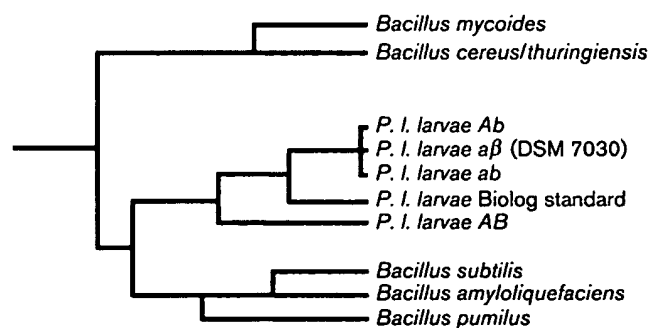 Bacillus mycoides
Bacillus cereus/thuringiensis
P. l. larvae Ab
P. l. larvae aβ (DSM 7030)
P. l. larvae ab
P. l. larvae Biolog standard
P. l. larvae AB
Bacillus subtilis
Bacillus amyloliquefaciens
Bacillus pumilus